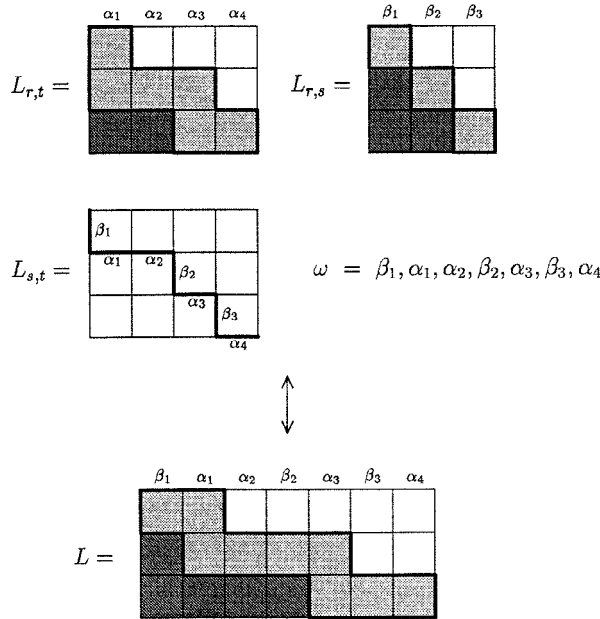 α₁ α₂ α₃ α₄ β₁ β₂ β₃
L_{r,t} = L_{r,s} =
L_{s,t} = β₁ α₁ α₂ β₂ α₃ β₃ α₄ ω = β₁, α₁, α₂, β₂, α₃, β₃, α₄
β₁ α₁ α₂ β₂ α₃ β₃ α₄
L =